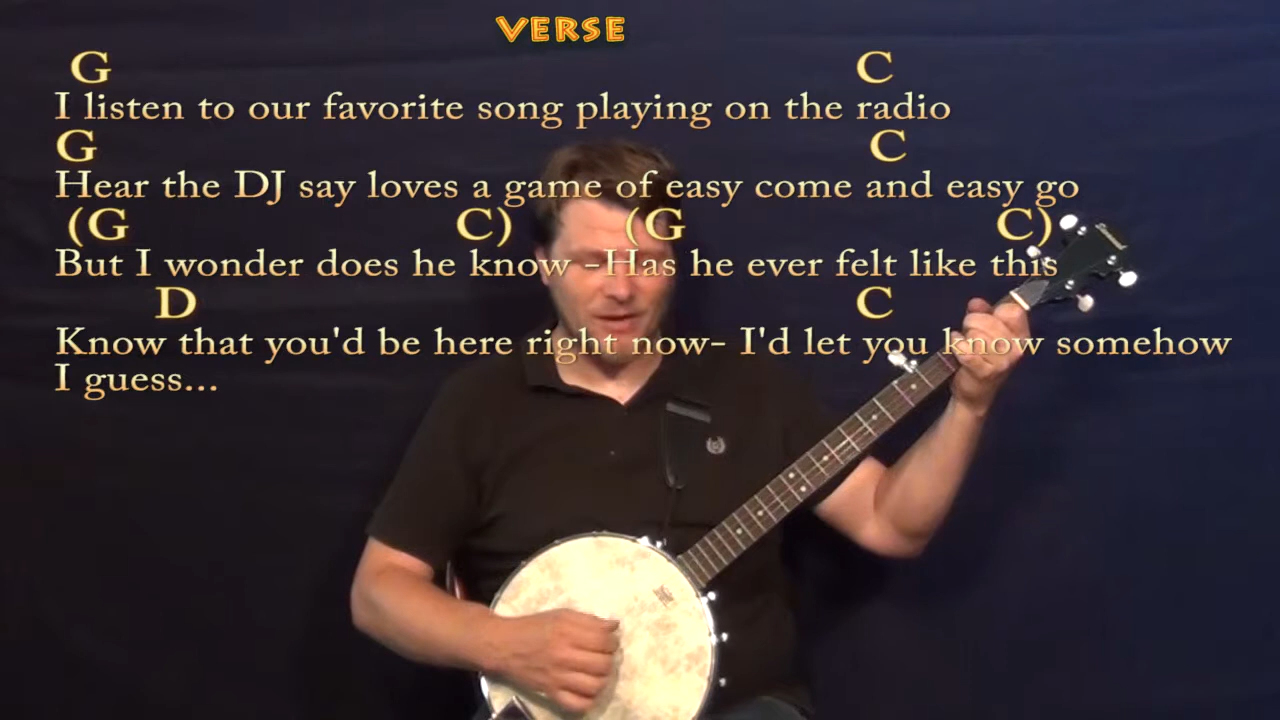 VERSE
G C
I listen to our favorite song playing on the radio
G C
Hear the DJ say loves a game of easy come and easy go
(G C) (G C)
But I wonder does he know -Has he ever felt like this
D C
Know that you'd be here right now- I'd let you know somehow
I guess...